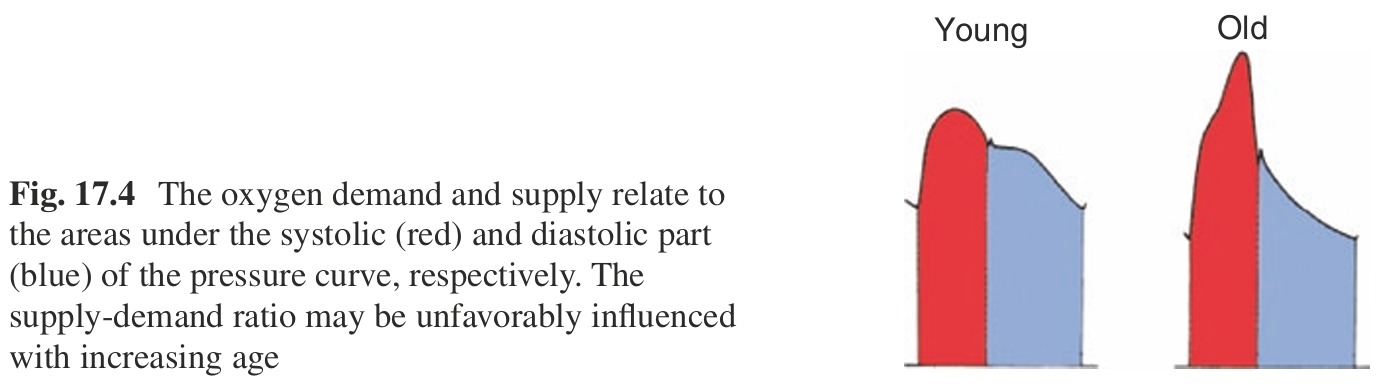 Young
Old
Fig. 17.4 The oxygen demand and supply relate to
the areas under the systolic (red) and diastolic part
(blue) of the pressure curve, respectively. The
supply-demand ratio may be unfavorably influenced
with increasing age